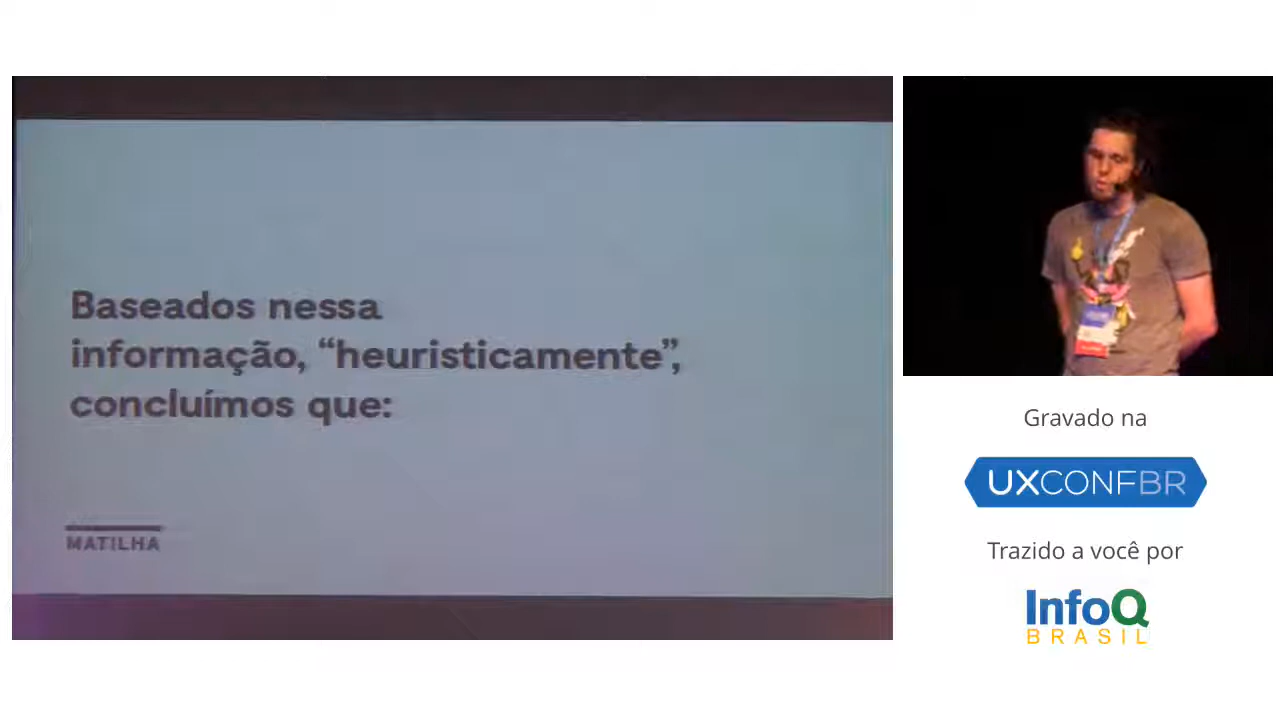 Baseados nessa
informação, “heuristicamente”,
concluímos que:
MATILHA
Gravado na
UXCONFBR
Trazido a você por
InfoQ
BRASIL